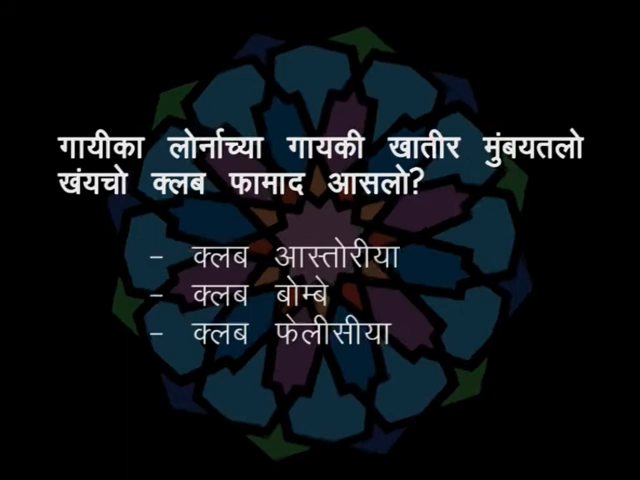 गायीका लोर्नाच्या गायकी खातीर मुंबयतलो
खंयचो क्लब फामाद आसलो?
- क्लब आस्तोरीया
- क्लब बोम्बे
- क्लब फेलीसीया